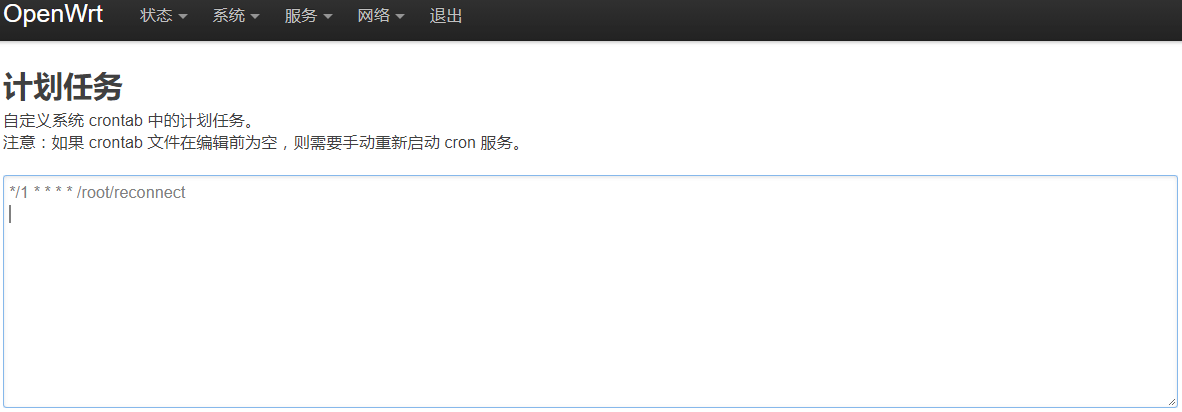 OpenWrt 状态 系统 服务 网络 退出
计划任务
自定义系统 crontab 中的计划任务。
注意：如果 crontab 文件在编辑前为空，则需要手动重新启动 cron 服务。
*/1 * * * * /root/reconnect